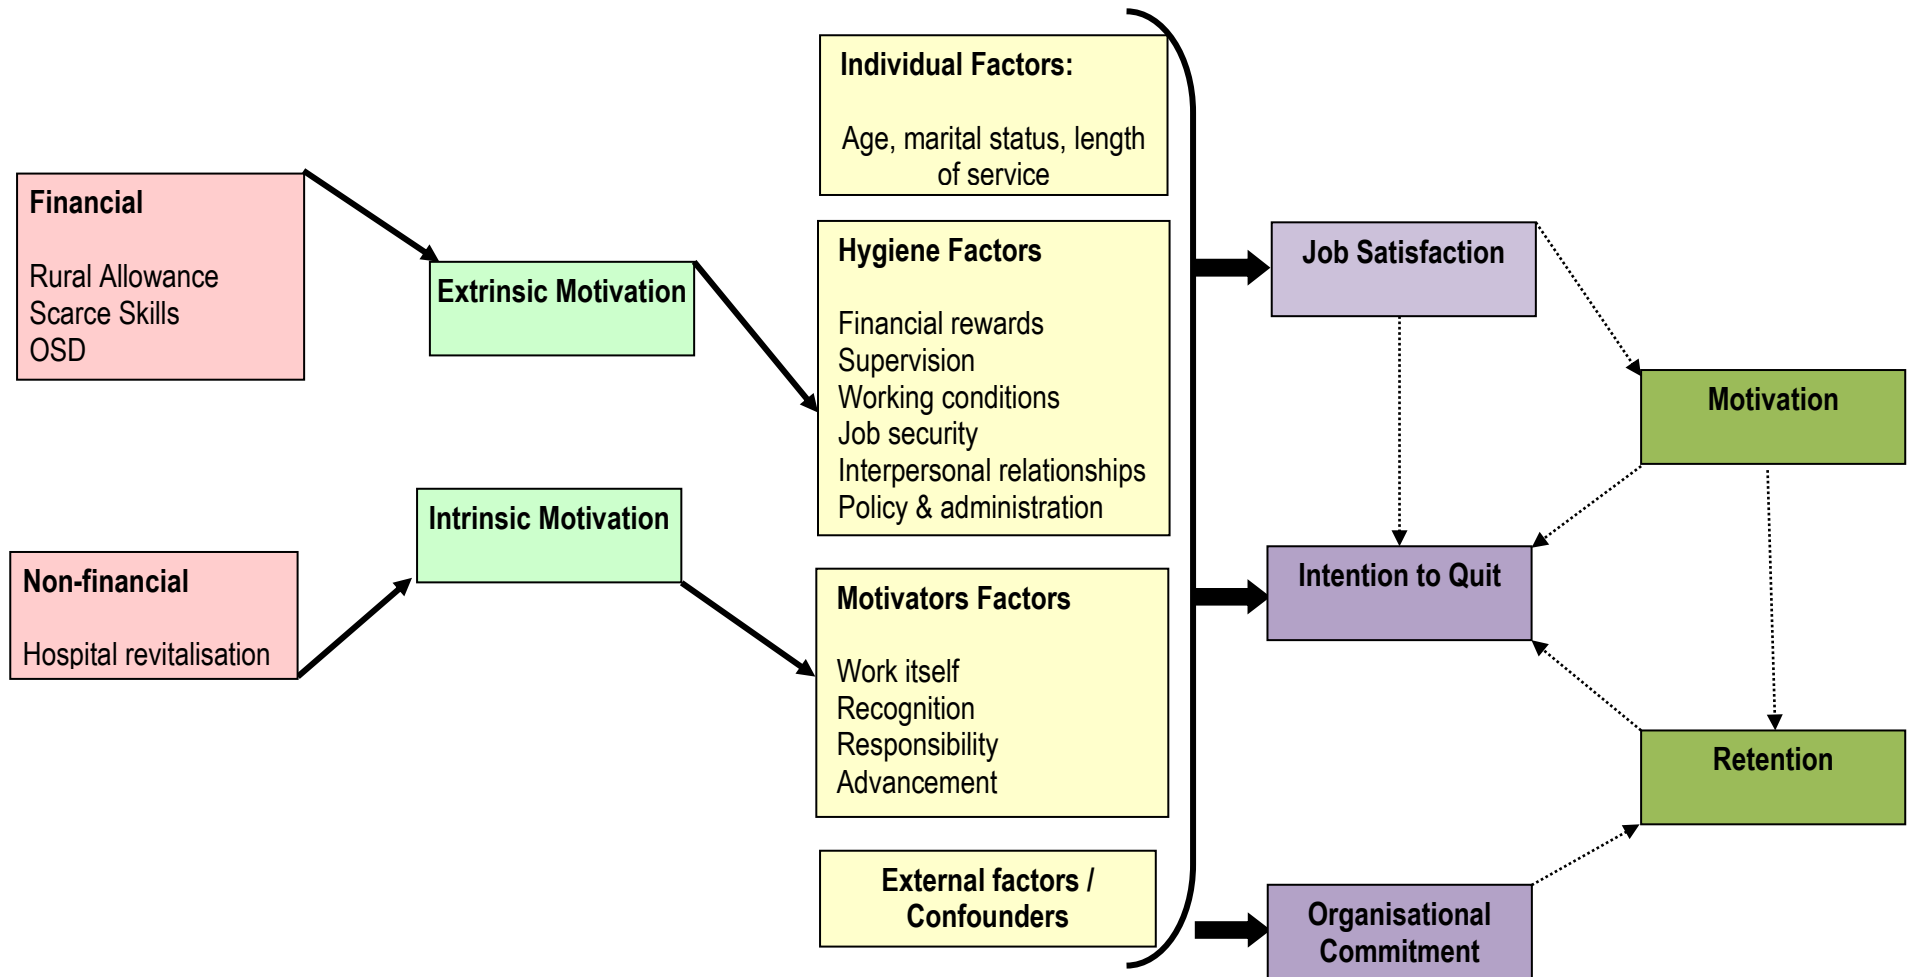 Financial
Rural Allowance
Scarce Skills
OSD
Non-financial
Hospital revitalisation
Extrinsic Motivation
Intrinsic Motivation
Individual Factors:
Age, marital status, length
of service
Hygiene Factors
Financial rewards
Supervision
Working conditions
Job security
Interpersonal relationships
Policy & administration
Motivators Factors
Work itself
Recognition
Responsibility
Advancement
External factors /
Confounders
Job Satisfaction
Intention to Quit
Organisational
Commitment
Motivation
Retention